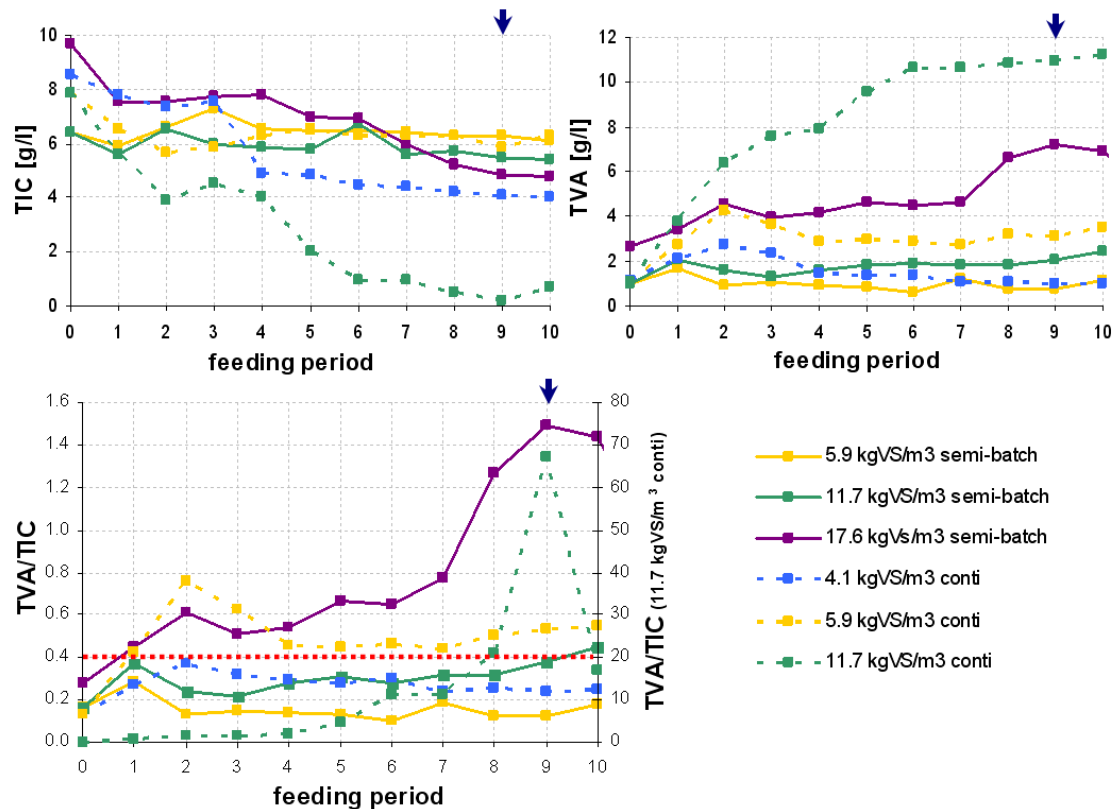 TIC [g/l]
10
8
6
4
2
0
0 1 2 3 4 5 6 7 8 9 10
feeding period
TVA [g/l]
12
10
8
6
4
2
0
0 1 2 3 4 5 6 7 8 9 10
feeding period
TVA/TIC
1.6
1.4
1.2
1.0
0.8
0.6
0.4
0.2
0.0
0 1 2 3 4 5 6 7 8 9 10
feeding period
80
70
60
50
40
30
20
10
0
TVA/TIC (11.7 kgVS/m³ conti)
5.9 kgVS/m3 semi-batch
11.7 kgVS/m3 semi-batch
17.6 kgVs/m3 semi-batch
4.1 kgVS/m3 conti
5.9 kgVS/m3 conti
11.7 kgVS/m3 conti